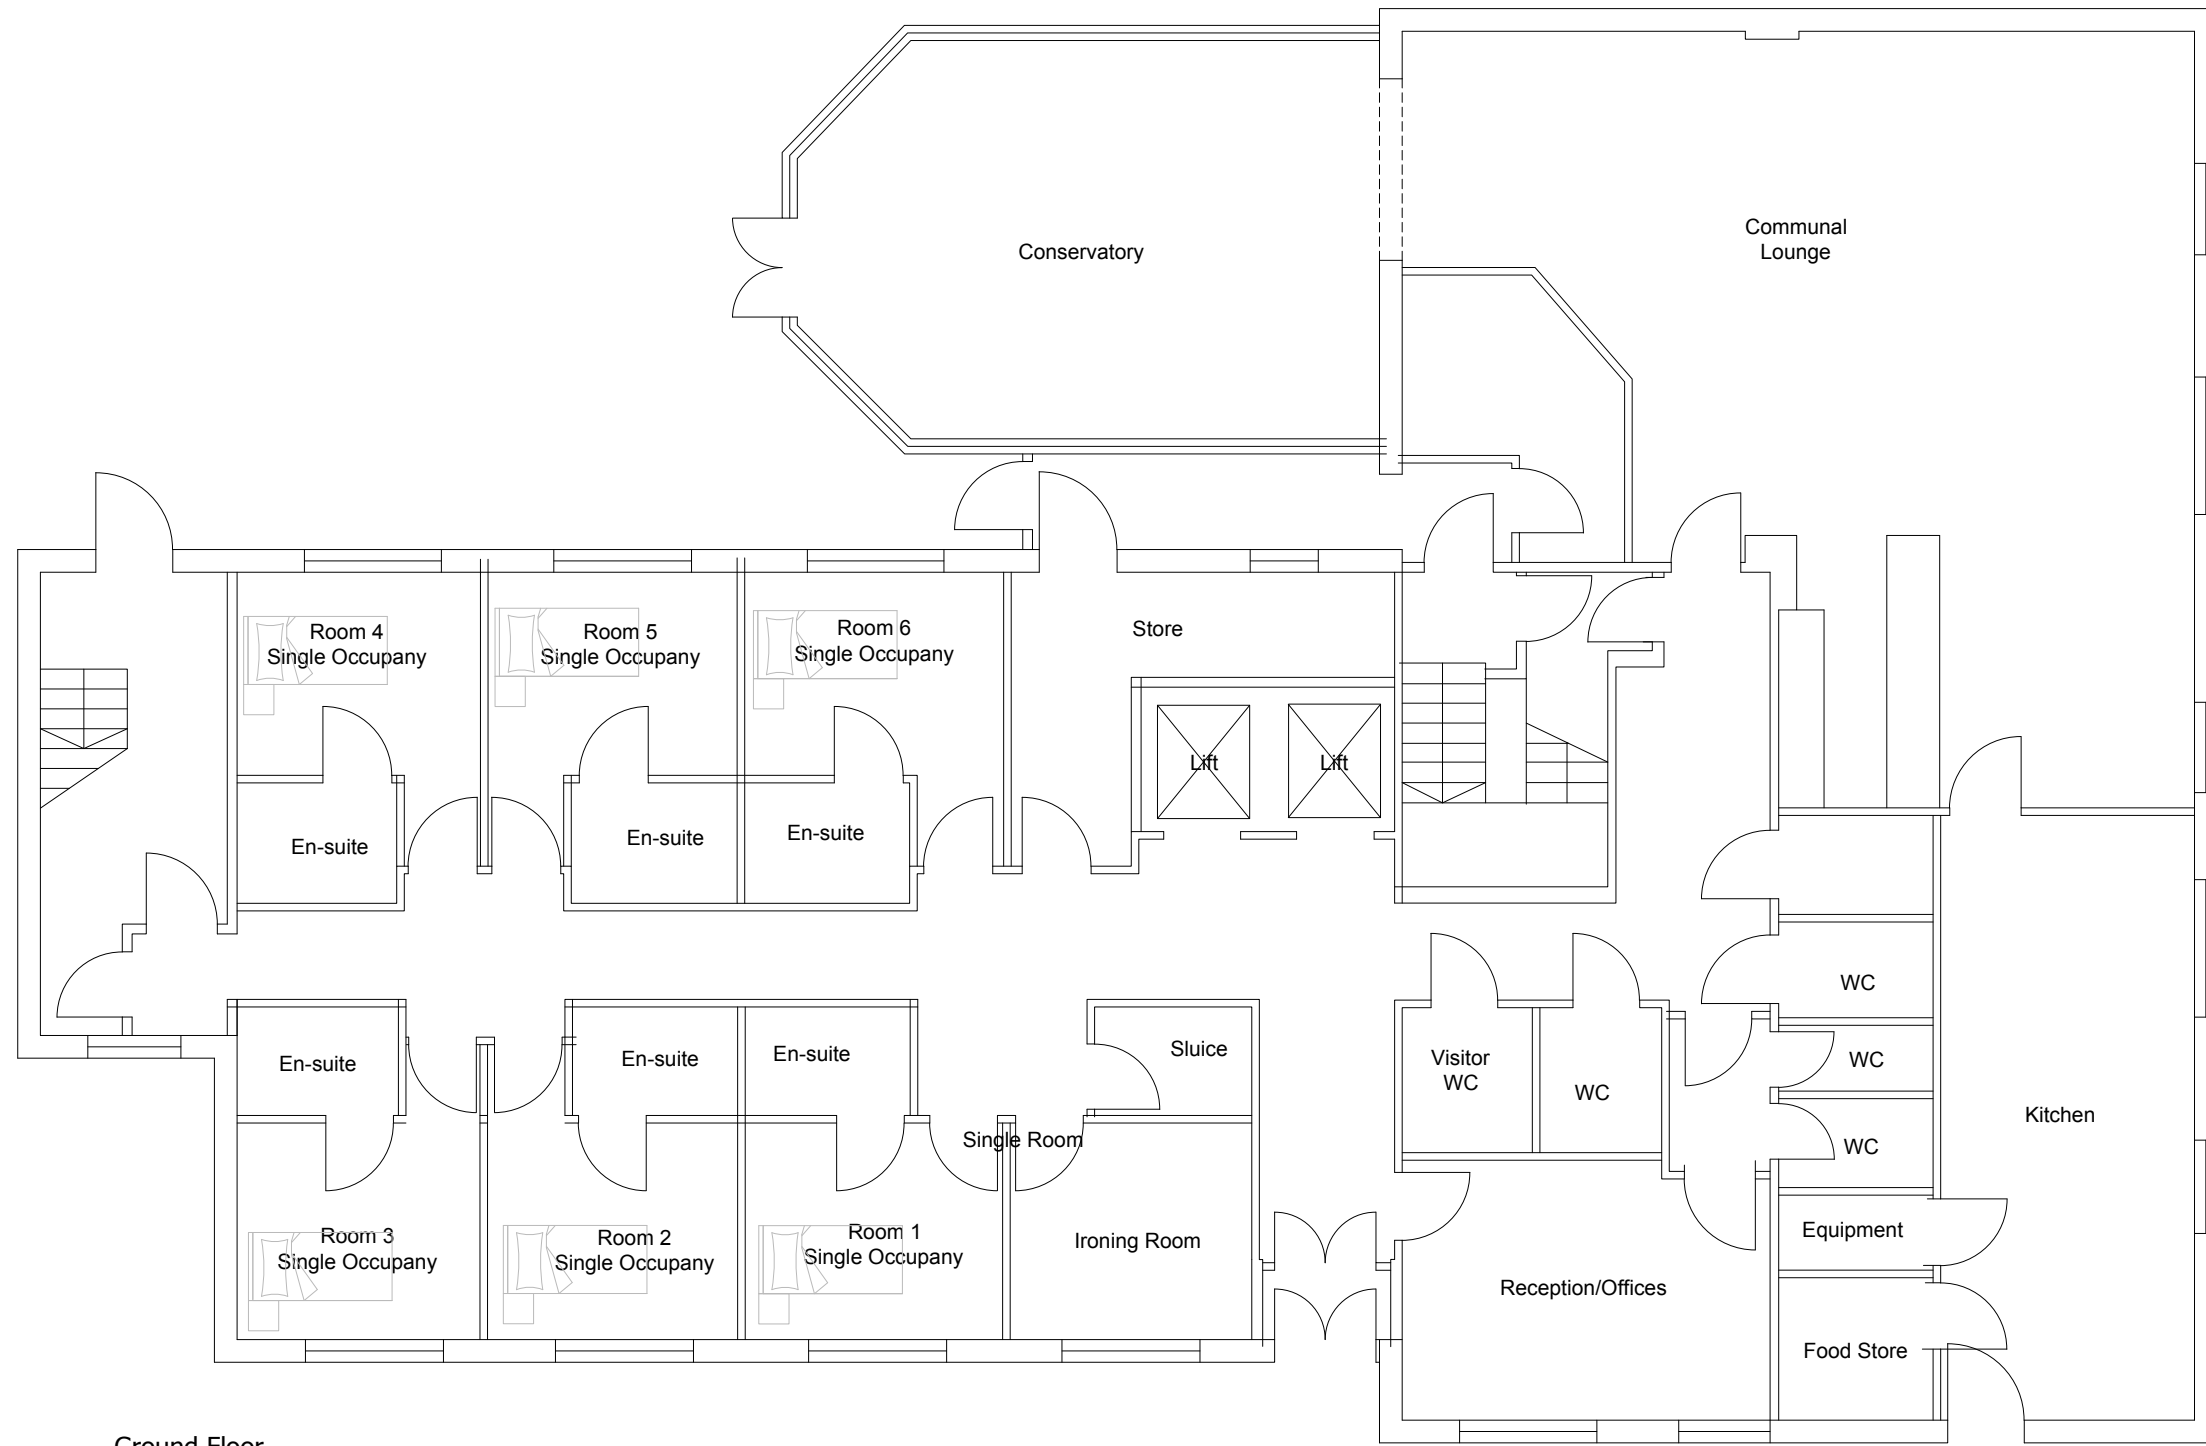 Communal
Lounge
Conservatory
Room 4
Single Occupany
Room 5
Single Occupany
Room 6
Single Occupany
Store
Lift
Lift
En-suite
En-suite
En-suite
WC
En-suite
En-suite
En-suite
Sluice
Visitor
WC
WC
WC
WC
Kitchen
Single Room
Room 3
Single Occupany
Room 2
Single Occupany
Room 1
Single Occupany
Ironing Room
Equipment
Reception/Offices
Food Store
Ground Floor